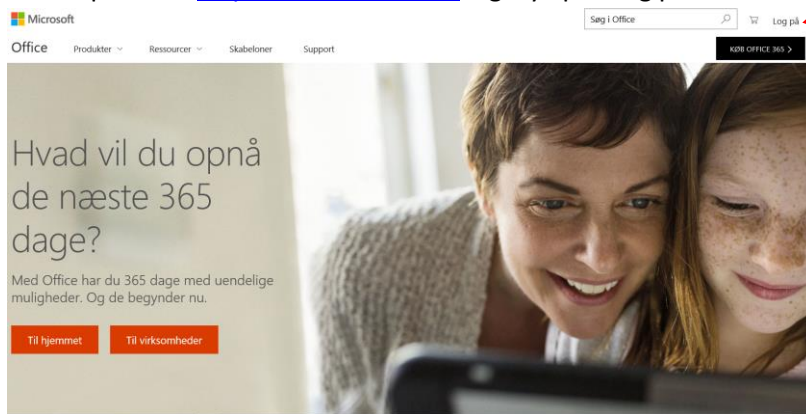 Microsoft
Søg i Office
Log på
Office Produkter Ressourcer Skabeloner Support
KØB OFFICE 365
Hvad vil du opnå
de næste 365
dage?
Med Office har du 365 dage med uendelige
muligheder. Og de begynder nu.
Til hjemmet Til virksomheder